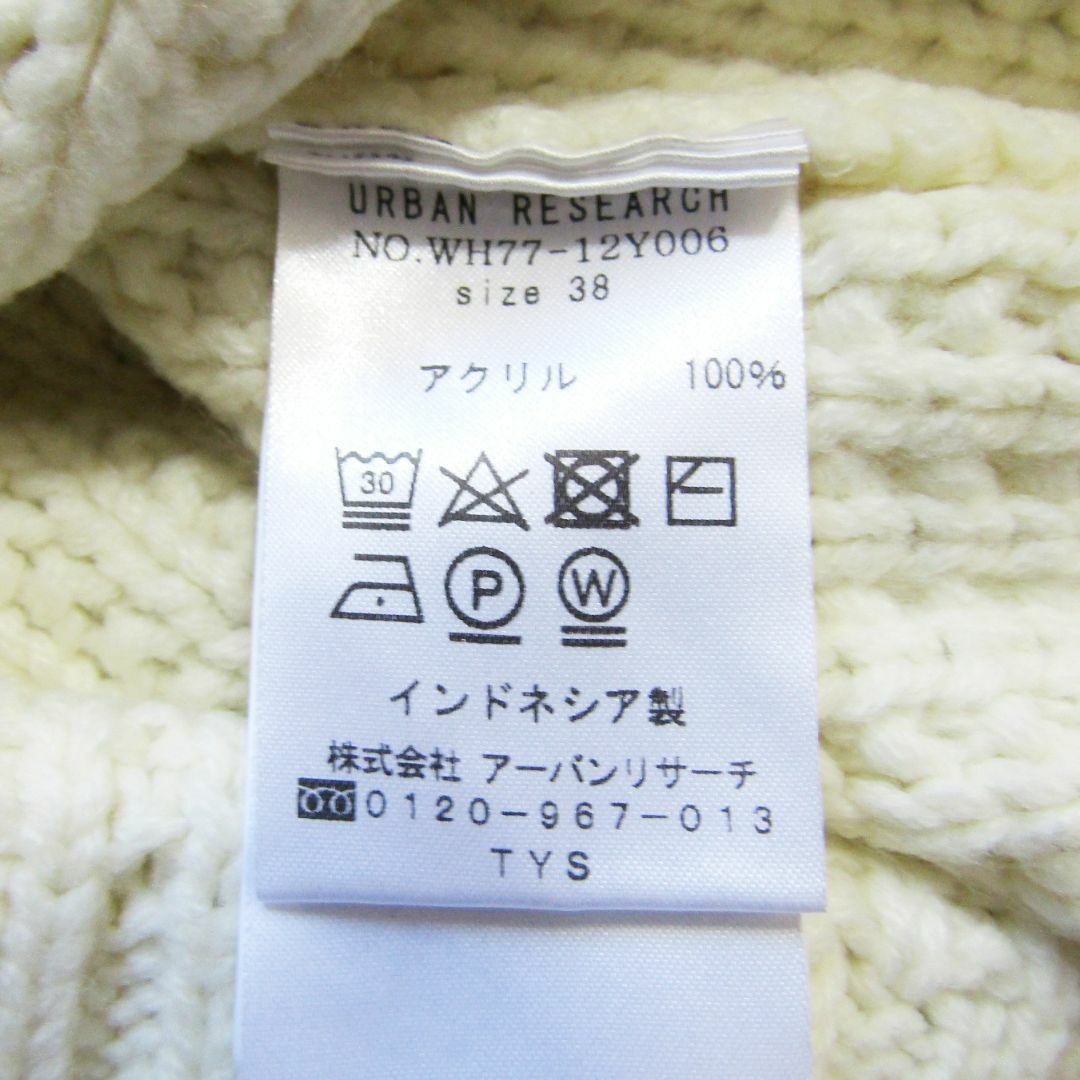 URBAN RESEARCH
NO.WH77-12Y006
size 38
アクリル 100%
30
P W
インドネシア製
株式会社 アーバンリサーチ
0120-967-013
TYS